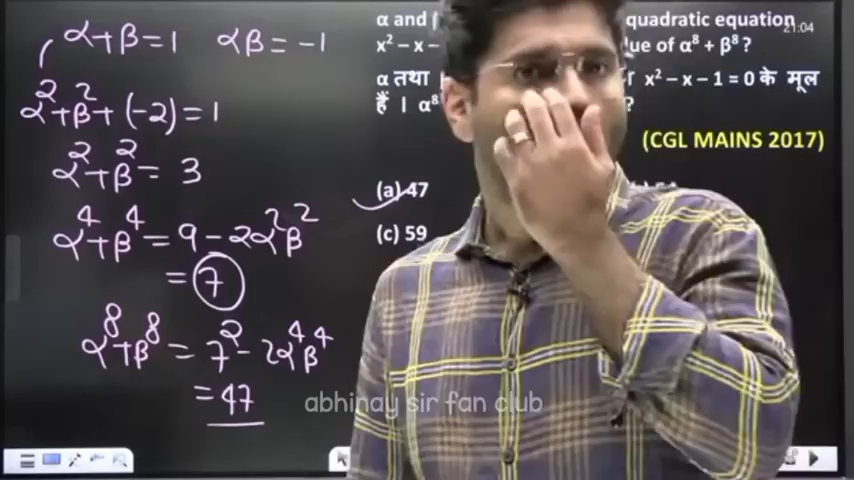 α+β=1 αβ=-1
α²+β²+(-2)=1
α²+β²=3
α⁴+β⁴=9-2α²β²
=7
α⁸+β⁸=7²-2α⁴β⁴
=47
α and quadratic equation
21:04
x² – x – ue of α⁸ + β⁸ ?
α तथा x² – x – 1 = 0 के मूल
हैं । α⁸ ?
(CGL MAINS 2017)
(a) 47
(c) 59
abhinay sir fan club